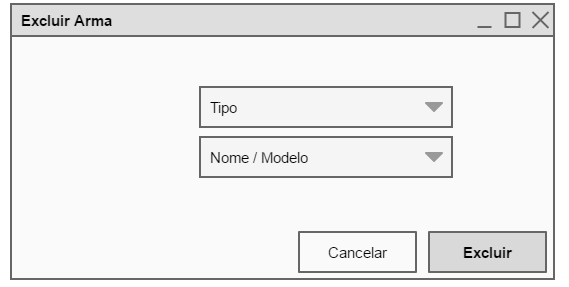 Excluir Arma
Tipo
Nome / Modelo
Cancelar
Excluir